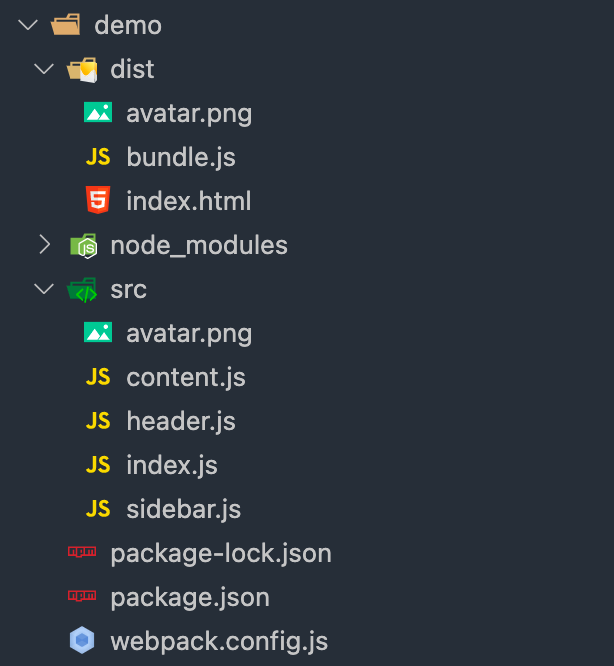 demo
dist
avatar.png
JS bundle.js
5 index.html
JS node_modules
src
avatar.png
JS content.js
JS header.js
JS index.js
JS sidebar.js
npm package-lock.json
npm package.json
webpack.config.js